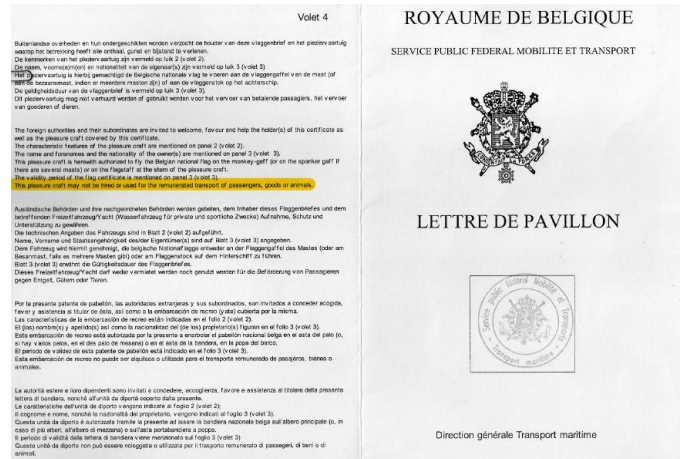 Volet 4
Buitenlandse overheden en hun ondergeschikten worden verzocht de houder van deze vlaggenbrief en het pleziervaartuig
waarop het betrekking heeft alle onthaal, gunst en bijstand te verlenen.
De kenmerken van het pleziervaartuig zijn vermeld op luik 2 (volet 2).
De naam, voorna(a)m(en) en nationaliteit van de eigenaar(s) zijn vermeld op luik 3 (volet 3)
Het pleziervaartuig is hierbij gemachtigd de Belgische nationale vlag te voeren aan de vlaggengaffel van de mast (of
aan de bezaansmast, indien er meerdere masten zijn) of aan de vlaggenstok op het achterschip.
De geldigheidsduur van de vlaggenbrief is vermeld op luik 3 (volet 3).
Dit pleziervaartuig mag niet verhuurd worden of gebruikt worden voor het vervoer van betalende passagiers, het vervoer
van goederen of dieren.
The foreign authorities and their subordinates are invited to welcome, favour and help the holder(s) of this certificate as
well as the pleasure craft covered by this certificate.
The characteristic features of the pleasure craft are mentioned on panel 2 (volet 2).
The name and forenames and the nationality of the owner(s) are mentioned on panel 3 (volet 3).
This pleasure craft is herewith authorized to fly the Belgian national flag on the monkey-gaff (or on the spanker gaff if
there are several masts) or on the flagstaff at the stern of the pleasure craft.
The validity period of the flag certificate is mentioned on panel 3 (volet 3).
This pleasure craft may not be hired or used for the remunerated transport of passengers, goods or animals.
Ausländische Behörden und ihre nachgeordneten Behörden werden gebeten, dem Inhaber dieses Flaggenbriefes und dem
betreffenden Freizeitfahrzeug/Yacht (Wasserfahrzeug für private und sportliche Zwecke) Aufnahme, Schutz und
Unterstützung zu gewähren.
Die technischen Angaben des Fahrzeugs sind in Blatt 2 (volet 2) aufgeführt.
Name, Vorname und Staatsangehörigkeit des/der Eigentümer(s) sind auf Blatt 3 (volet 3) angegeben.
Dem Fahrzeug wird hiermit genehmigt, die belgische Nationalflagge entweder an der Flaggengaffel des Mastes (oder am
Besanmast, falls es mehrere Masten gibt) oder am Flaggenstock auf dem Hinterschiff zu führen.
Blatt 3 (volet 3) erwähnt die Gültigkeitsdauer des Flaggenbriefes.
Dieses Freizeitfahrzeug/Yacht darf weder vermietet werden noch genutzt werden für die Beförderung von Passagieren
gegen Entgelt, Gütern oder Tieren.
Por la presente patente de pabellón, las autoridades extranjeras y sus subordinados, son invitados a conceder acogida,
favor y asistencia al titular de ésta, así como a la embarcación de recreo (yate) cubierta por la misma.
Las características de la embarcación de recreo están indicadas en el folio 2 (volet 2).
El (los) nombre(s) y apellido(s) así como la nacionalidad del (de los) propietario(s) figuran en el folio 3 (volet 3).
Esta embarcación de recreo está autorizada por la presente a enarbolar el pabellón nacional belga en el asta del palo (o,
si hay varios palos, en el del palo de mesana) o en el asta de la bandera, en la popa del barco.
El periodo de validez de esta patente de pabellón está indicado en el folio 3 (volet 3).
Esta embarcación de recreo no puede ser alquilada o utilizada para el transporte remunerado de pasajeros, bienes o
animales.
Le autorità estere e i loro dipendenti sono invitati a concedere, accoglienza, favore e assistenza al titolare della presente
lettera di bandiera, nonché all'unità da diporto coperto dalla presente.
Le caratteristiche dell'unità da diporto vengono indicate al foglio 2 (volet 2);
Il cognome e nome, nonché la nazionalità del proprietario, vengono indicati al foglio 3 (volet 3).
Questa unità da diporto è autorizzata tramite la presente ad issare la bandiera nazionale belga sull'albero principale (o, in
caso di più alberi, all'albero di mezzana) o sull'asta portabandiera a poppa.
Il periodo di validità della lettera di bandiera viene menzionato sul foglio 3 (volet 3)
Questa unità da diporto non può essere noleggiata o utilizzata per il trasporto remunerato di passegeri, di beni o di
animali.
ROYAUME DE BELGIQUE
SERVICE PUBLIC FEDERAL MOBILITE ET TRANSPORT
LETTRE DE PAVILLON
Service public fédéral Mobilité et Transports
Transport maritime
Direction générale Transport maritime